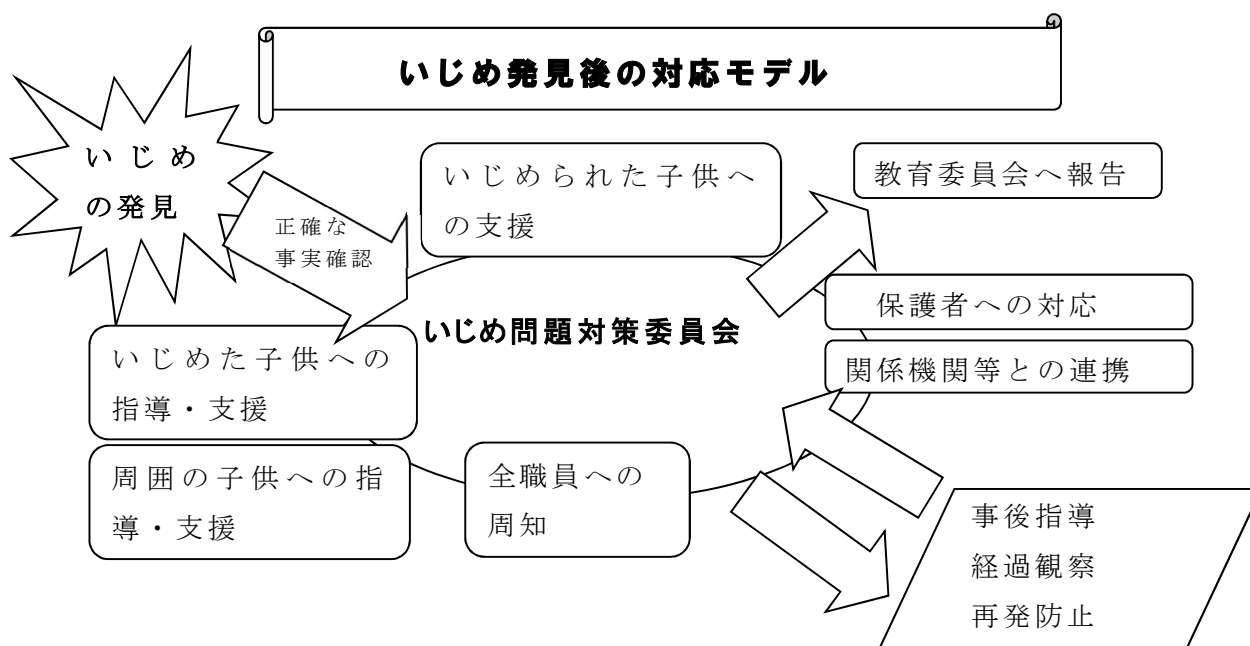 いじめ発見後の対応モデル
いじめ
の発見
正確な
事実確認
いじめられた子供へ
の支援
教育委員会へ報告
保護者への対応
関係機関等との連携
いじめ問題対策委員会
いじめた子供への
指導・支援
周囲の子供への指
導・支援
全職員への
周知
事後指導
経過観察
再発防止